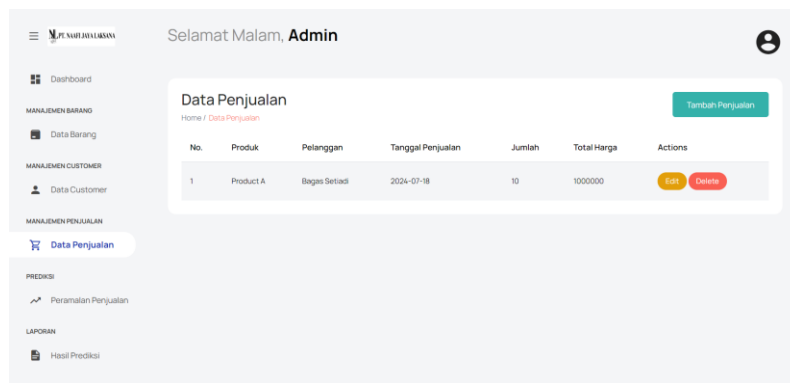 PT. NAAFI JAYA LAKSANA
Selamat Malam, Admin
Dashboard
MANAJEMEN BARANG
Data Barang
MANAJEMEN CUSTOMER
Data Customer
MANAJEMEN PENJUALAN
Data Penjualan
PREDIKSI
Peramalan Penjualan
LAPORAN
Hasil Prediksi
Data Penjualan
Tambah Penjualan
Home / Data Penjualan
No. Produk Pelanggan Tanggal Penjualan Jumlah Total Harga Actions
1 Product A Bagas Setiadi 2024-07-18 10 1000000 Edit Delete